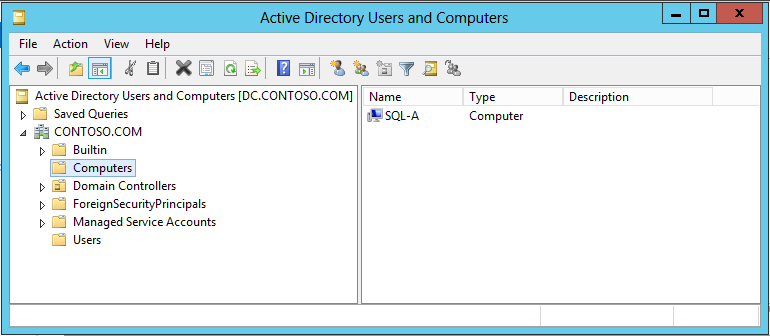 Active Directory Users and Computers
File Action View Help
Active Directory Users and Computers [DC.CONTOSO.COM]
Saved Queries
CONTOSO.COM
Builtin
Computers
Domain Controllers
ForeignSecurityPrincipals
Managed Service Accounts
Users
Name Type Description
SQL-A Computer